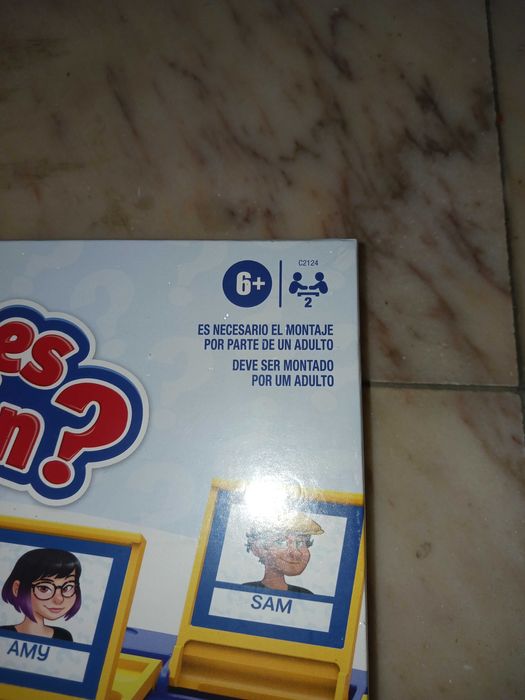 C2124
6+
2
ES NECESARIO EL MONTAJE
POR PARTE DE UN ADULTO
DEVE SER MONTADO
POR UM ADULTO
es
n?
AMY
SAM